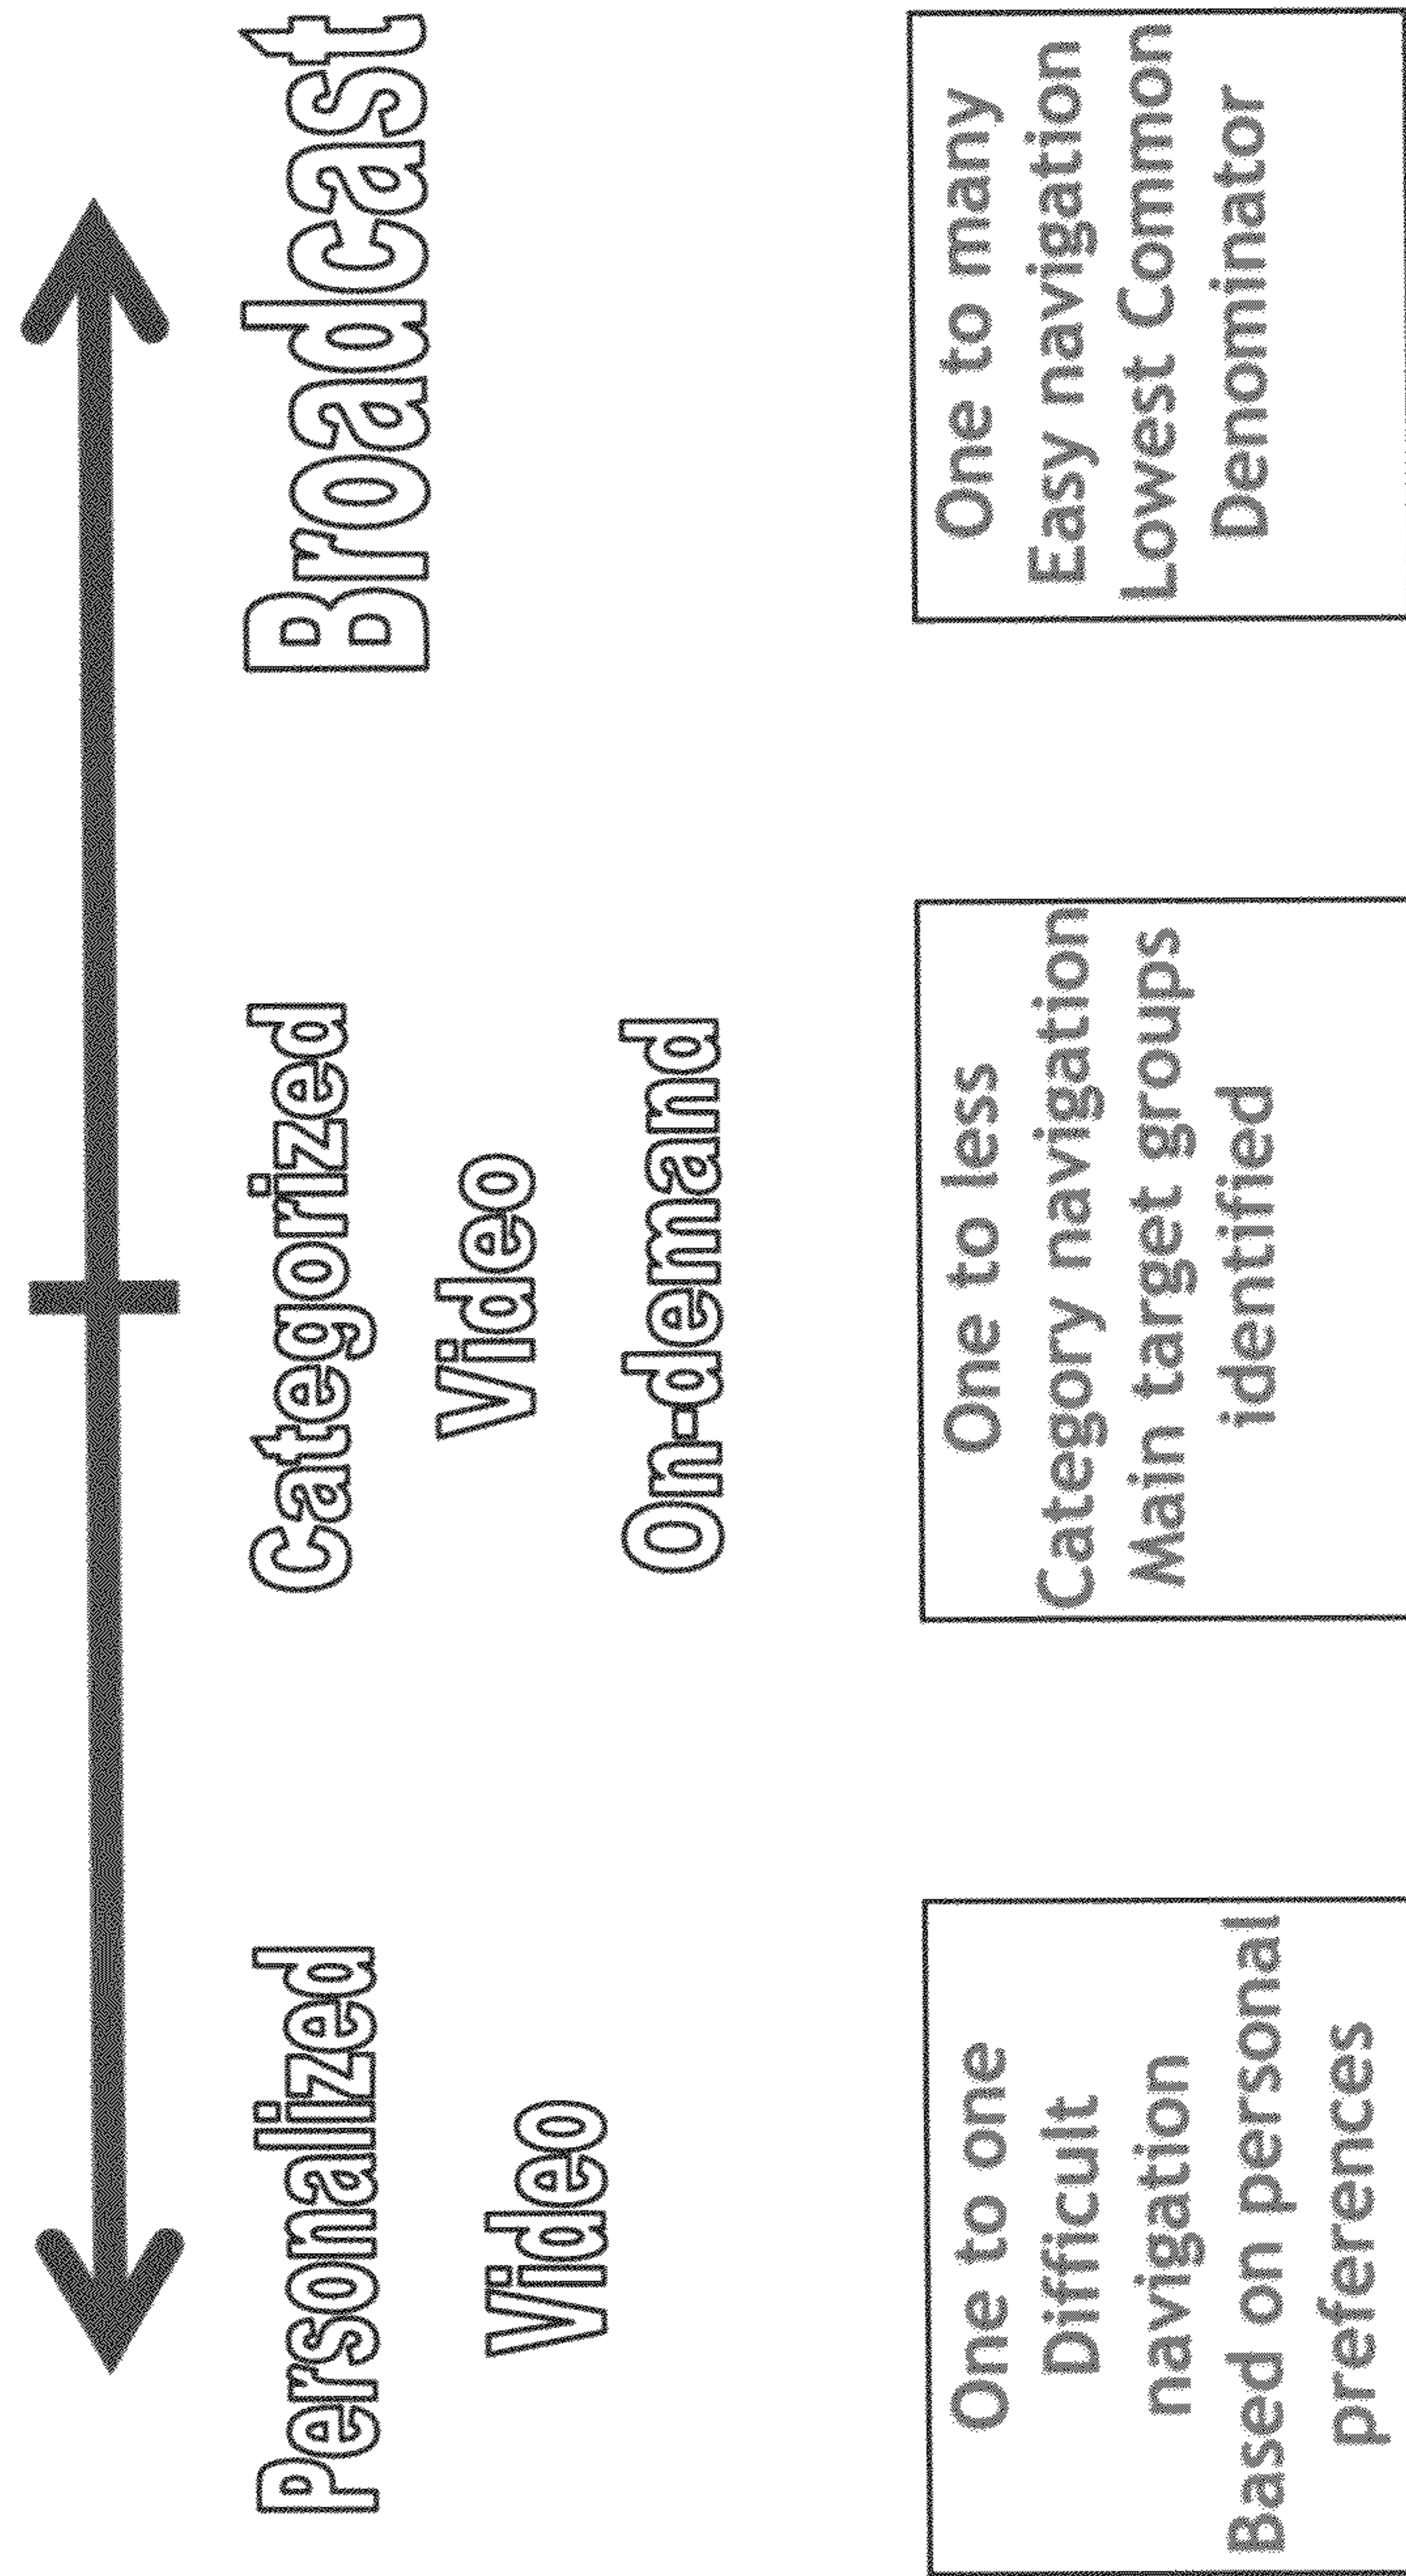 Personalized
Video
Categorized
Video
On-demand
Broadcast
One to one
Difficult
navigation
Based on personal
preferences
One to less
Category navigation
Main target groups
identified
One to many
Easy navigation
Lowest Common
Denominator